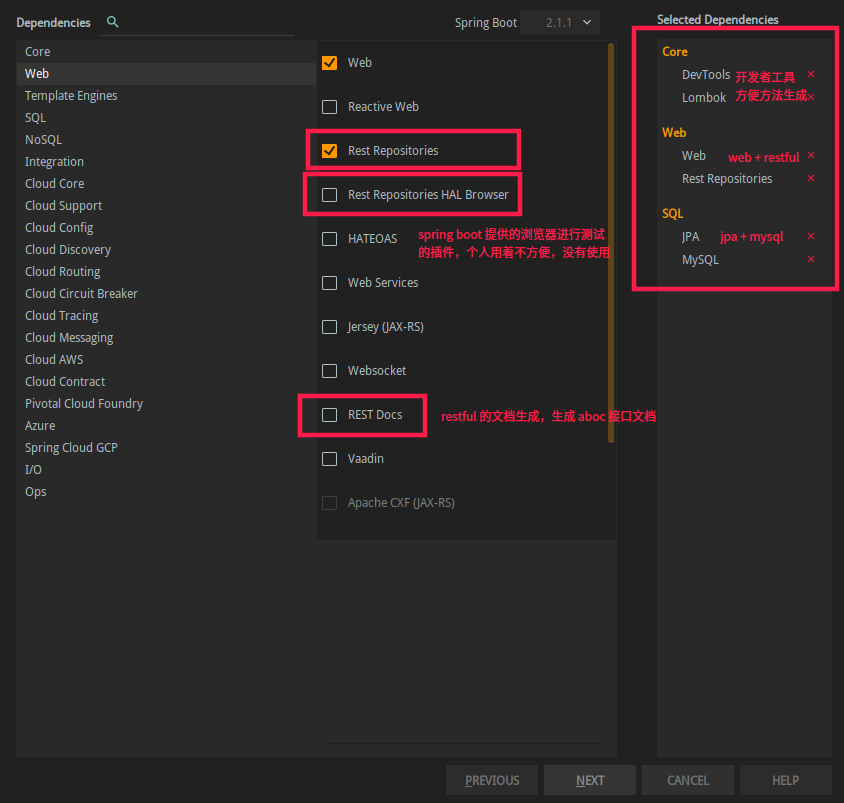 Dependencies
Spring Boot 2.1.1
Selected Dependencies
Core
Web
Template Engines
SQL
NoSQL
Integration
Cloud Core
Cloud Support
Cloud Config
Cloud Discovery
Cloud Routing
Cloud Circuit Breaker
Cloud Tracing
Cloud Messaging
Cloud AWS
Cloud Contract
Pivotal Cloud Foundry
Azure
Spring Cloud GCP
I/O
Ops
Web
Reactive Web
Rest Repositories
Rest Repositories HAL Browser
HATEOAS
spring boot 提供的浏览器进行测试
的插件，个人用着不方便，没有使用
Web Services
Jersey (JAX-RS)
Websocket
REST Docs
restful 的文档生成，生成 aboc 接口文档
Vaadin
Apache CXF (JAX-RS)
Core
DevTools 开发者工具
Lombok 方便方法生成
Web
Web web + restful
Rest Repositories
SQL
JPA jpa + mysql
MySQL
PREVIOUS
NEXT
CANCEL
HELP